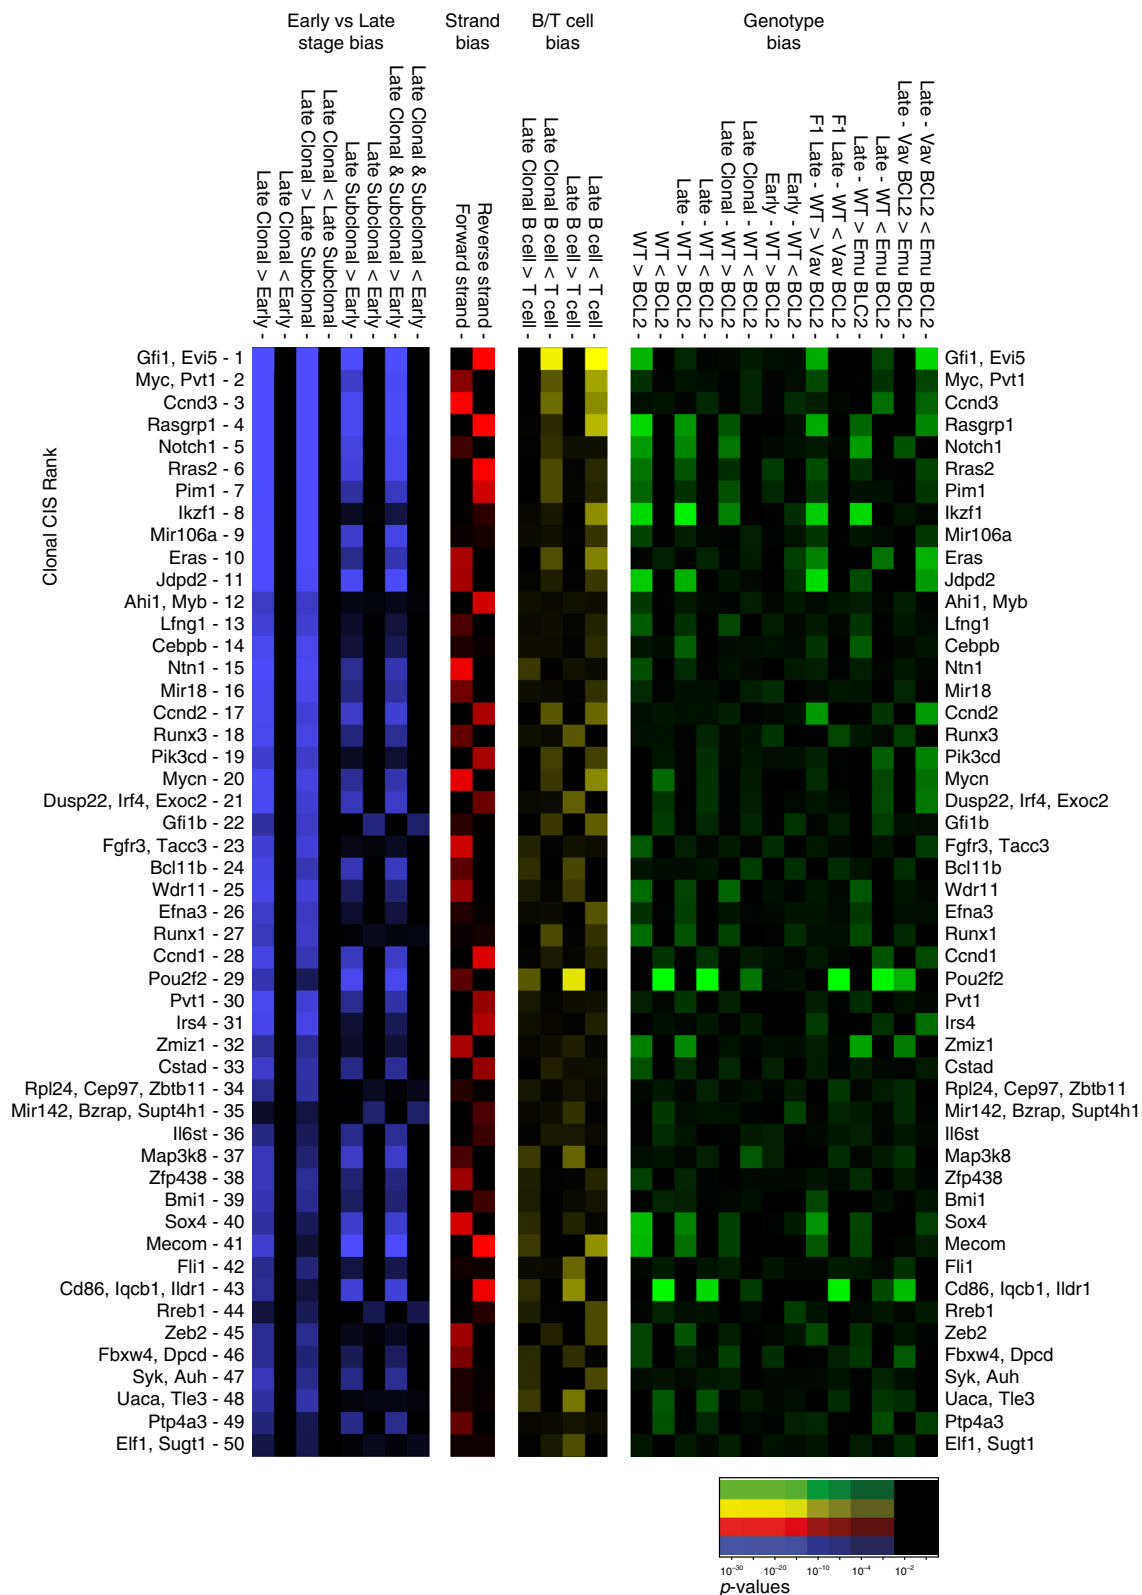 Early vs Late
stage bias
Strand
bias
B/T cell
bias
Genotype
bias
Late Clonal > Early -
Late Clonal < Early -
Late Clonal > Late Subclonal
Late Clonal < Late Subclonal
Late Subclonal > Early -
Late Subclonal < Early -
Late Clonal & Subclonal > Early -
Late Clonal & Subclonal < Early -
Forward strand -
Reverse strand -
Late Clonal B cell > T cell -
Late Clonal B cell < T cell -
Late B cell > T cell -
Late B cell < T cell -
WT > BCL2 -
WT < BCL2 -
Late - WT > BCL2 -
Late - WT < BCL2 -
Late Clonal - WT > BCL2 -
Late Clonal - WT < BCL2 -
Early - WT > BCL2 -
Early - WT < BCL2 -
F1 Late - WT > Vav BCL2 -
F1 Late - WT < Vav BCL2 -
Late - WT > Emu BLC2 -
Late - WT < Emu BCL2 -
Late - Vav BCL2 > Emu BCL2 -
Late - Vav BCL2 < Emu BCL2 -
Clonal CIS Rank
Gfi1, Evi5 - 1
Myc, Pvt1 - 2
Ccnd3 - 3
Rasgrp1 - 4
Notch1 - 5
Rras2 - 6
Pim1 - 7
Ikzf1 - 8
Mir106a - 9
Eras - 10
Jdpd2 - 11
Ahi1, Myb - 12
Lfng1 - 13
Cebpb - 14
Ntn1 - 15
Mir18 - 16
Ccnd2 - 17
Runx3 - 18
Pik3cd - 19
Mycn - 20
Dusp22, Irf4, Exoc2 - 21
Gfi1b - 22
Fgfr3, Tacc3 - 23
Bcl11b - 24
Wdr11 - 25
Efna3 - 26
Runx1 - 27
Ccnd1 - 28
Pou2f2 - 29
Pvt1 - 30
Irs4 - 31
Zmiz1 - 32
Cstad - 33
Rpl24, Cep97, Zbtb11 - 34
Mir142, Bzrap, Supt4h1 - 35
Il6st - 36
Map3k8 - 37
Zfp438 - 38
Bmi1 - 39
Sox4 - 40
Mecom - 41
Fli1 - 42
Cd86, Iqcb1, Ildr1 - 43
Rreb1 - 44
Zeb2 - 45
Fbxw4, Dpcd - 46
Syk, Auh - 47
Uaca, Tle3 - 48
Ptp4a3 - 49
Elf1, Sugt1 - 50
Gfi1, Evi5
Myc, Pvt1
Ccnd3
Rasgrp1
Notch1
Rras2
Pim1
Ikzf1
Mir106a
Eras
Jdpd2
Ahi1, Myb
Lfng1
Cebpb
Ntn1
Mir18
Ccnd2
Runx3
Pik3cd
Mycn
Dusp22, Irf4, Exoc2
Gfi1b
Fgfr3, Tacc3
Bcl11b
Wdr11
Efna3
Runx1
Ccnd1
Pou2f2
Pvt1
Irs4
Zmiz1
Cstad
Rpl24, Cep97, Zbtb11
Mir142, Bzrap, Supt4h1
Il6st
Map3k8
Zfp438
Bmi1
Sox4
Mecom
Fli1
Cd86, Iqcb1, Ildr1
Rreb1
Zeb2
Fbxw4, Dpcd
Syk, Auh
Uaca, Tle3
Ptp4a3
Elf1, Sugt1
10⁻³⁰ 10⁻²⁰ 10⁻¹⁰ 10⁻⁴ 10⁻²
p-values